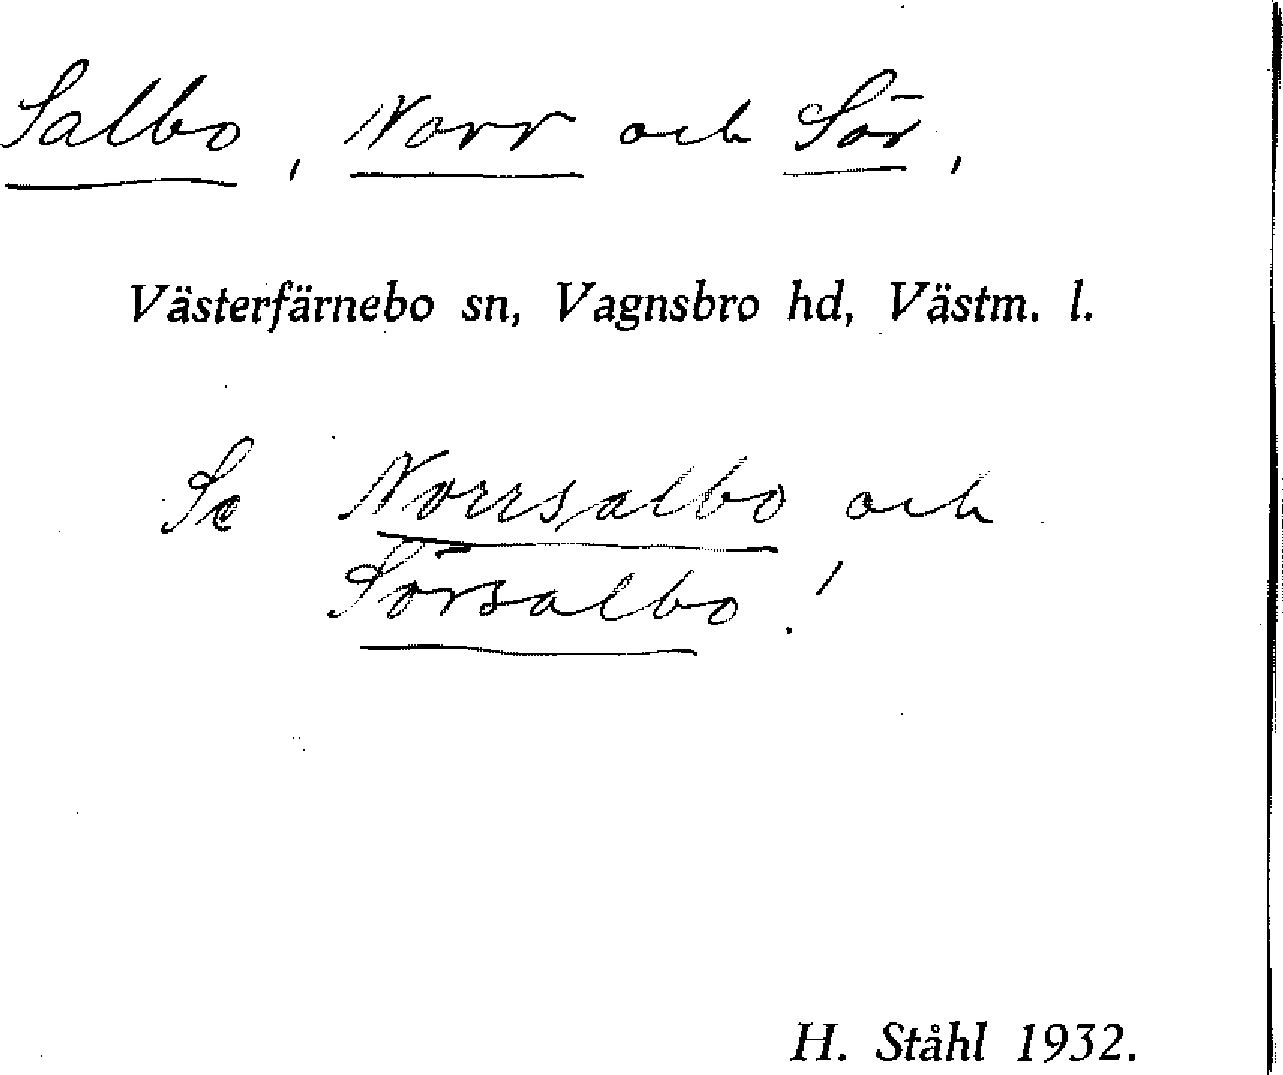 Salbo, Norr och Sör,
Västerfärnebo sn, Vagnsbro hd, Västm. l.
Se Norrsalbo och
Sörsalbo!
H. Ståhl 1932.